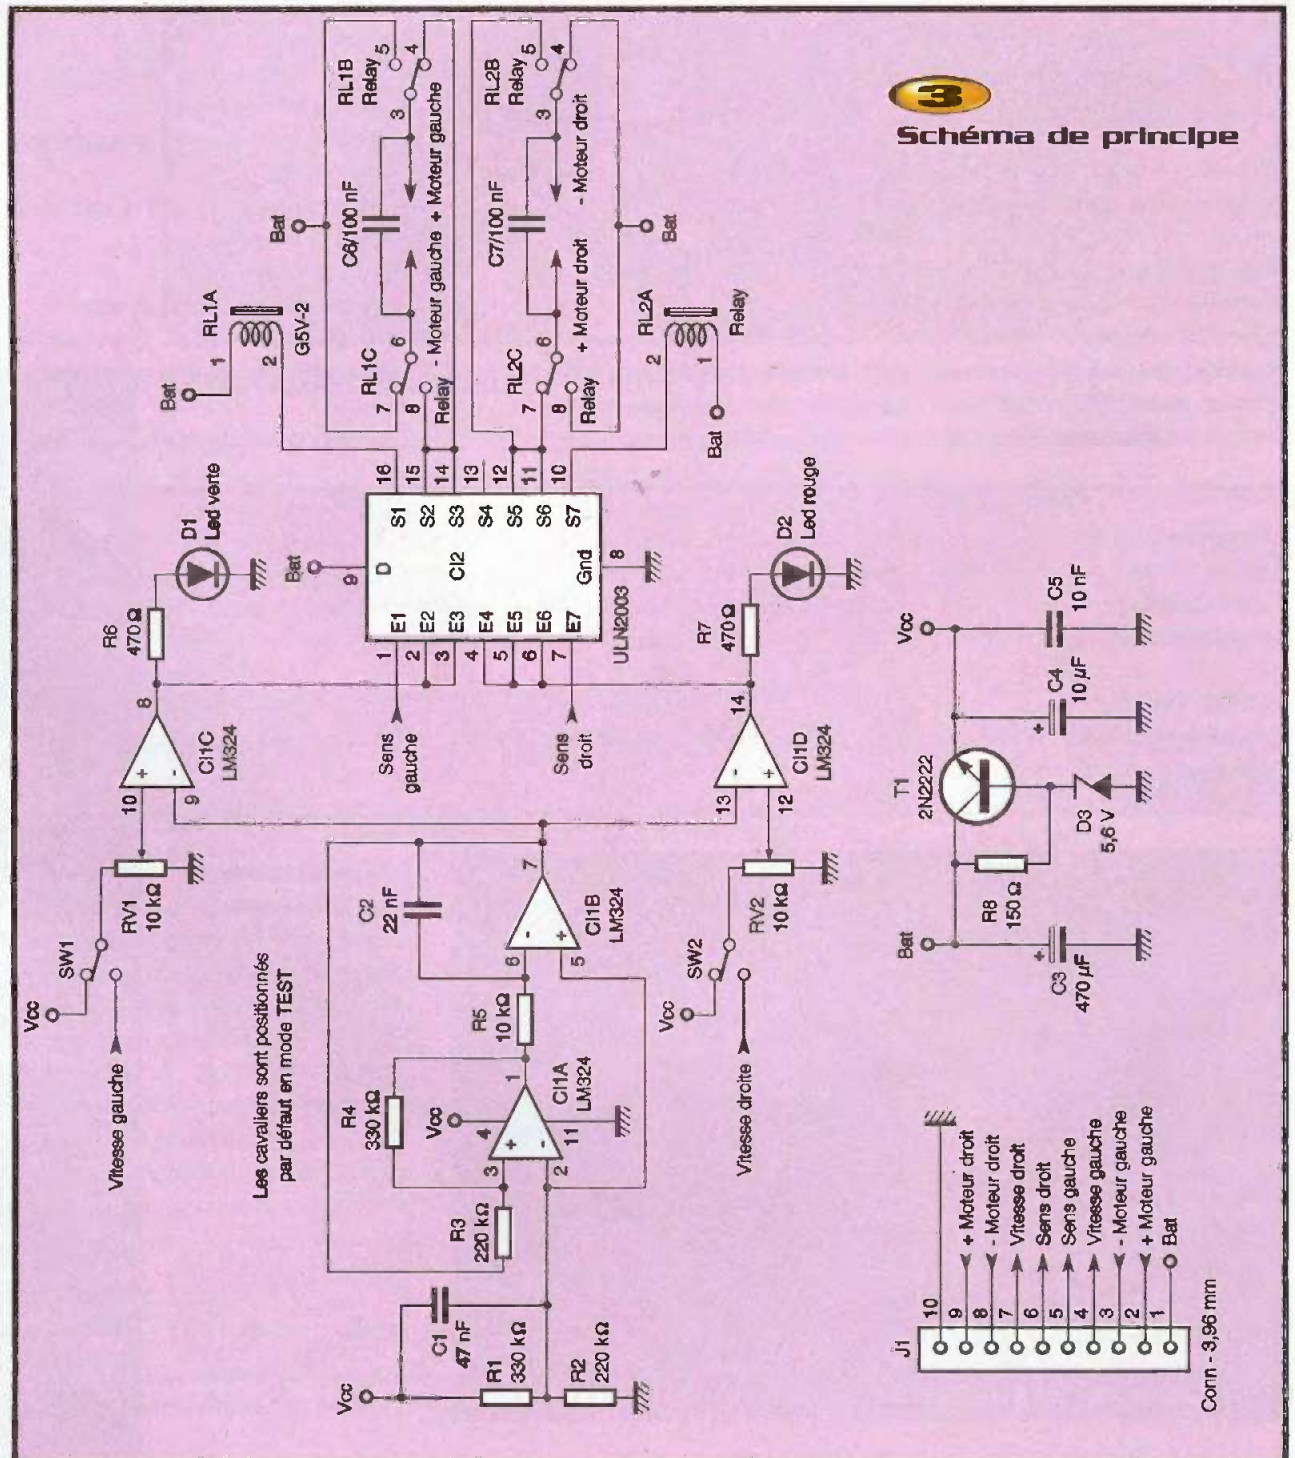 3
Schéma de principe
Vcc
SW1
Vitesse gauche
RV1
10 kΩ
10
9
+
-
8
CI1C
LM324
R6
470 Ω
D1
Led verte
Bat
1
2
RL1A
G5V-2
Bat
RL1B
Relay
5
4
3
C6/100 nF
- Moteur gauche + Moteur gauche
RL1C
6
7
8
Relay
Les cavaliers sont positionnés
par défaut en mode TEST
C2
22 nF
R4
330 kΩ
Vcc
4
R5
10 kΩ
6
5
-
+
7
CI1B
LM324
1
CI1A
LM324
3
2
+
-
11
R3
220 kΩ
Vcc
C1
47 nF
R1
330 kΩ
R2
220 kΩ
Sens
gauche
Sens
droit
Bat
9
D
CI2
E1
E2
E3
E4
E5
E6
E7
1
2
3
4
5
6
7
S1
S2
S3
S4
S5
S6
S7
16
15
14
13
12
11
10
Gnd
8
ULN2003
RL2B
Relay
5
4
3
C7/100 nF
+ Moteur droit
- Moteur droit
RL2C
6
7
8
Relay
Bat
RL2A
2
1
Relay
Bat
Vcc
SW2
Vitesse droite
RV2
10 kΩ
13
12
-
+
14
CI1D
LM324
R7
470 Ω
D2
Led rouge
Bat
+
C3
470 µF
R8
150 Ω
T1
2N2222
D3
5,6 V
Vcc
+
C4
10 µF
C5
10 nF
J1
10
9 + Moteur droit
8 - Moteur droit
7 Vitesse droit
6 Sens droit
5 Sens gauche
4 Vitesse gauche
3 - Moteur gauche
2 + Moteur gauche
1 Bat
Conn - 3,96 mm